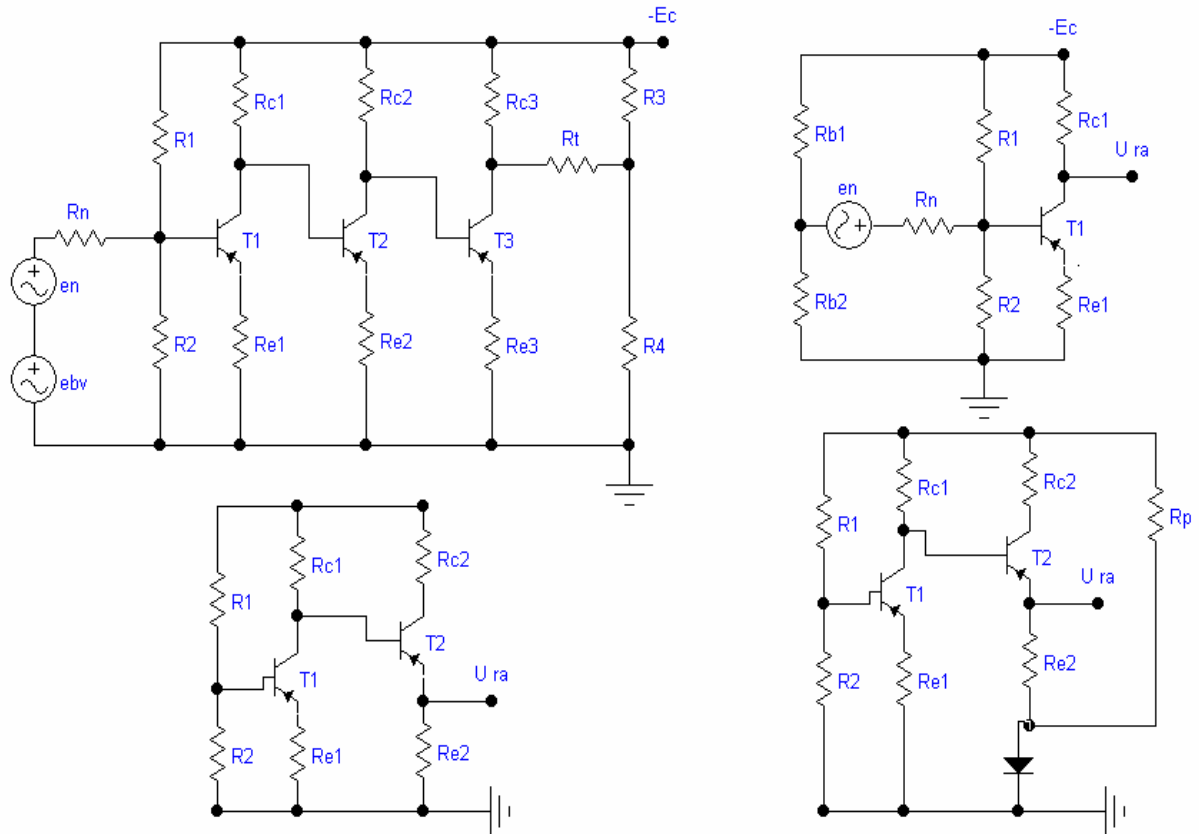 -Ec
Rc1
Rc2
Rc3
R3
R1
Rt
Rn
T1
T2
T3
en
R2
Re1
Re2
Re3
R4
ebv
-Ec
Rb1
R1
Rc1
U ra
en
Rn
T1
Rb2
R2
Re1
Rc1
Rc2
R1
T2
T1
U ra
R2
Re1
Re2
Rc1
Rc2
R1
Rp
T2
T1
U ra
R2
Re1
Re2